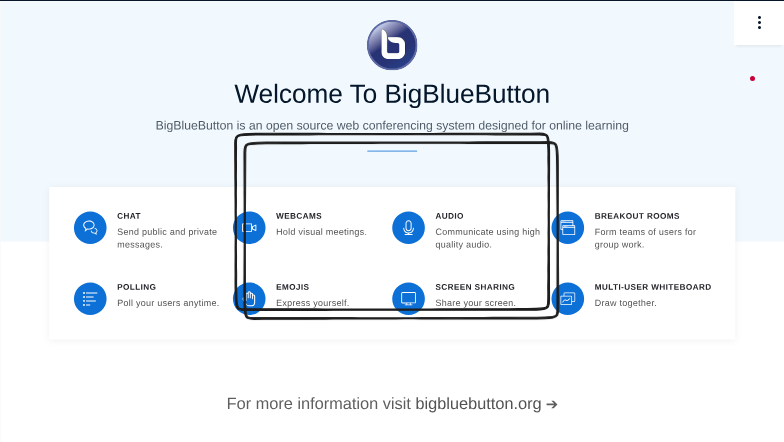 b
Welcome To BigBlueButton
BigBlueButton is an open source web conferencing system designed for online learning
CHAT
Send public and private
messages.
WEBCAMS
Hold visual meetings.
AUDIO
Communicate using high
quality audio.
BREAKOUT ROOMS
Form teams of users for
group work.
POLLING
Poll your users anytime.
EMOJIS
Express yourself.
SCREEN SHARING
Share your screen.
MULTI-USER WHITEBOARD
Draw together.
For more information visit bigbluebutton.org →